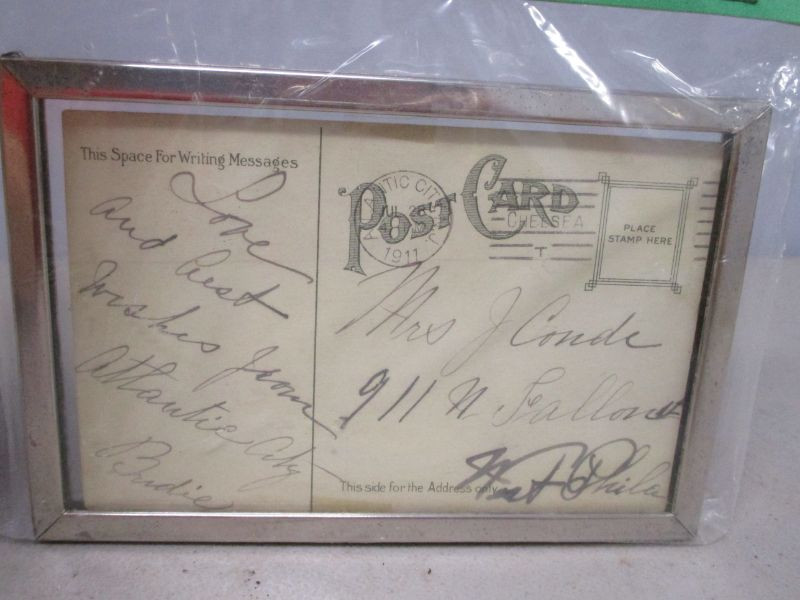 This Space For Writing Messages
Love
and best
wishes from
Atlantic City
Birdie
POST CARD
ATLANTIC CITY
JUL
1911
CHELSEA
T
PLACE
STAMP HERE
Mrs J Conde
911 N
West Phila
This side for the Address only